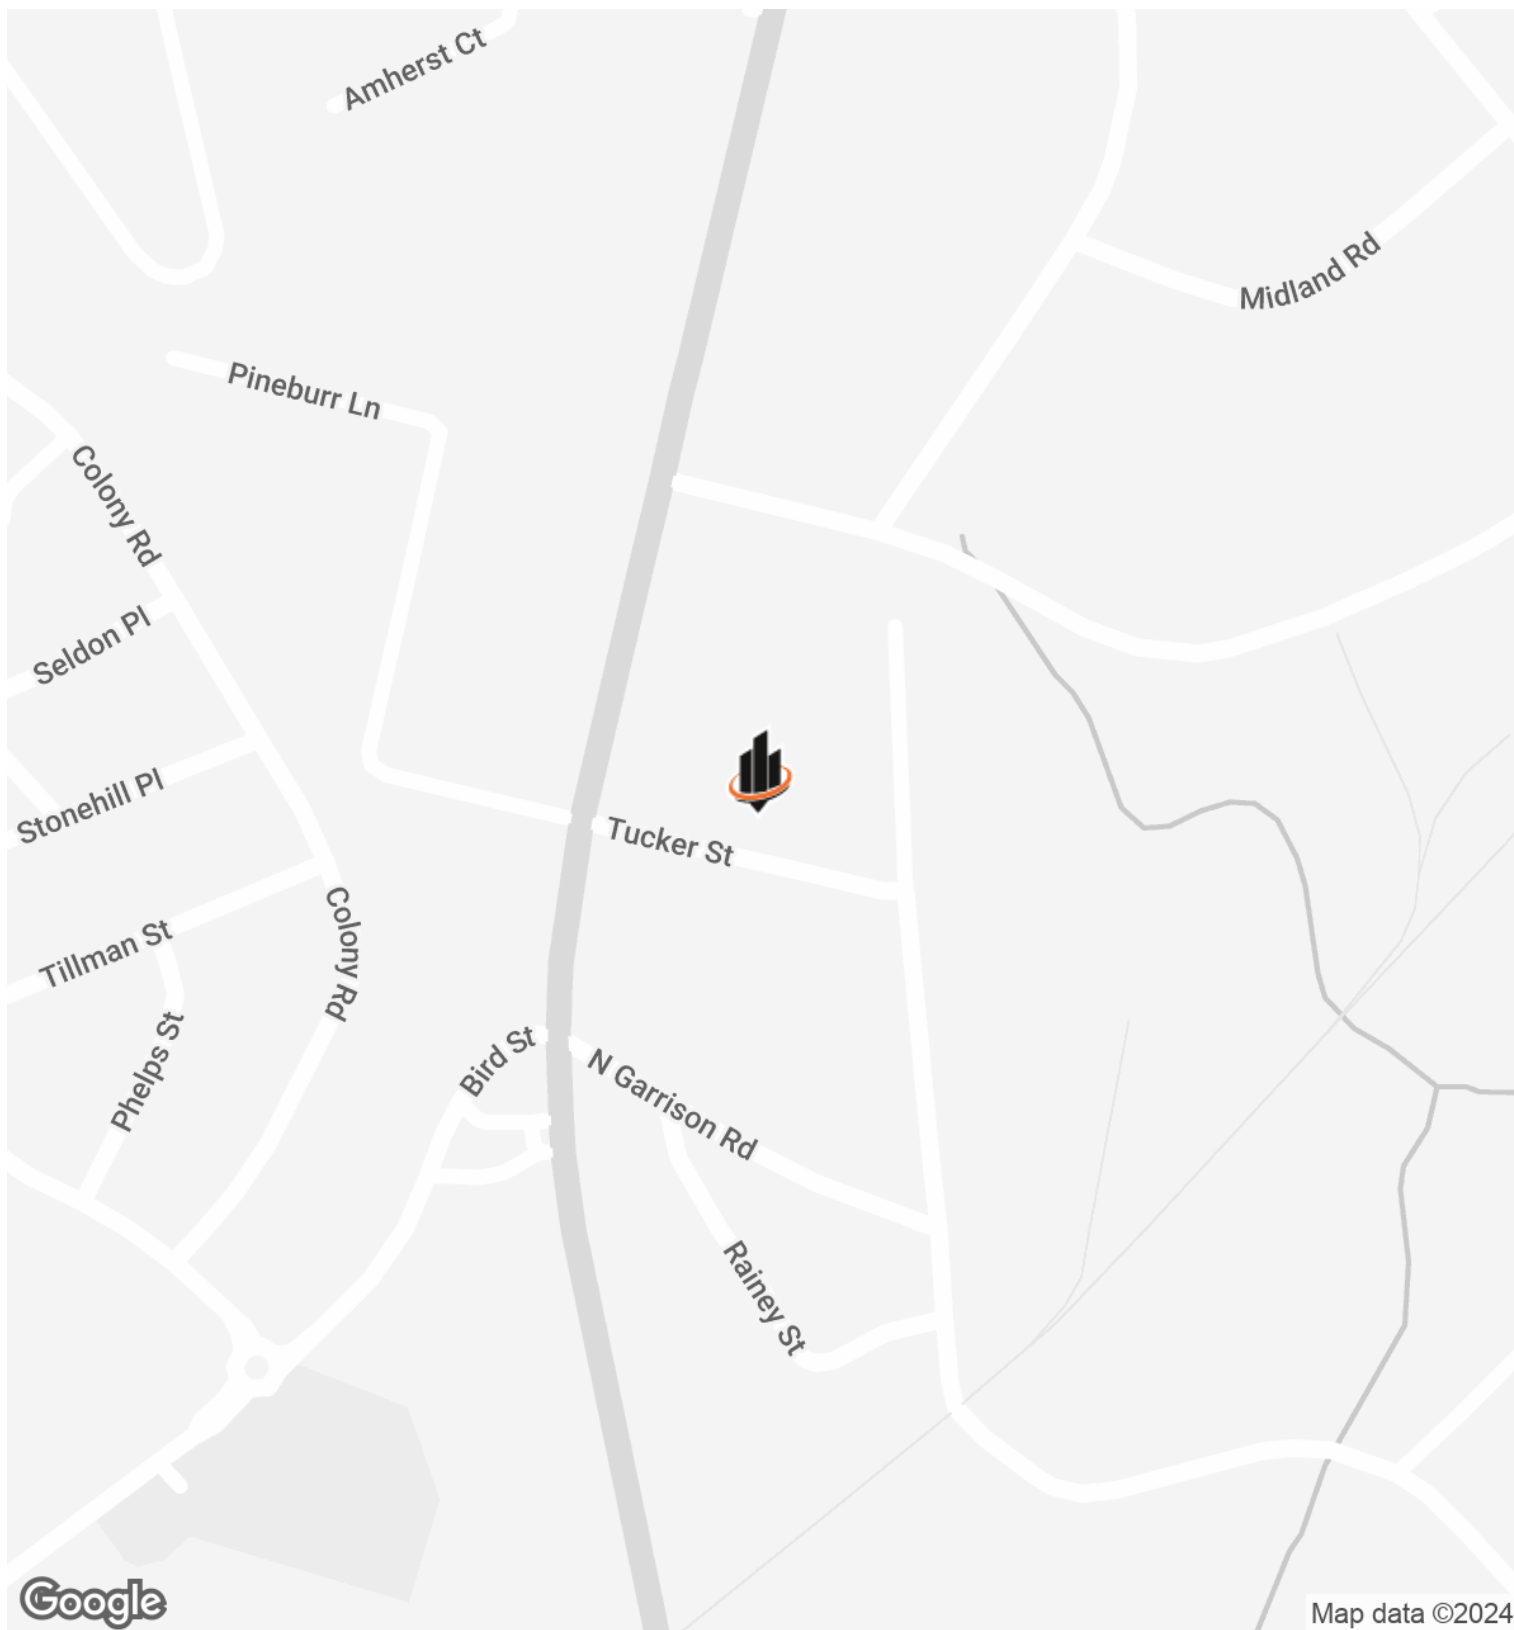 Amherst Ct
Midland Rd
Pineburr Ln
Colony Rd
Seldon Pl
Stonehill Pl
Tucker St
Colony Rd
Tillman St
Phelps St
Bird St
N Garrison Rd
Rainey St
Google
Map data ©2024